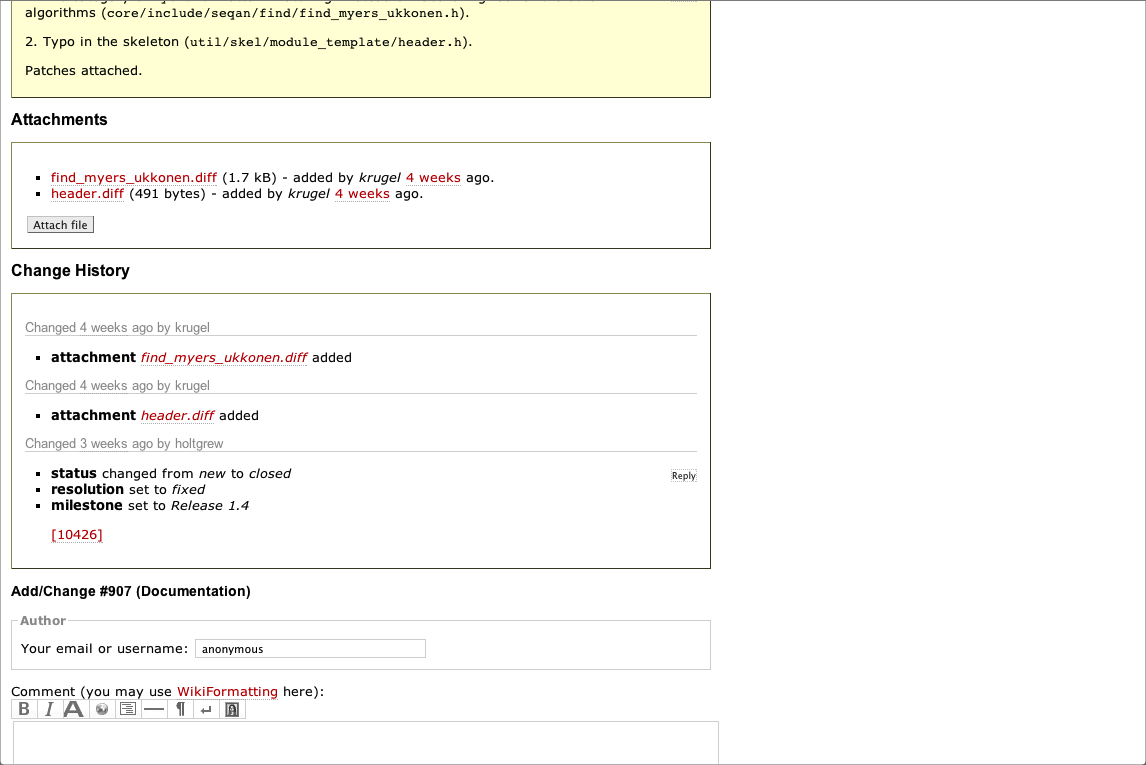 algorithms (core/include/seqan/find/find_myers_ukkonen.h).
2. Typo in the skeleton (util/skel/module_template/header.h).
Patches attached.
Attachments
find_myers_ukkonen.diff (1.7 kB) - added by krugel 4 weeks ago.
header.diff (491 bytes) - added by krugel 4 weeks ago.
Attach file
Change History
Changed 4 weeks ago by krugel
attachment find_myers_ukkonen.diff added
Changed 4 weeks ago by krugel
attachment header.diff added
Changed 3 weeks ago by holtgrew
Reply
status changed from new to closed
resolution set to fixed
milestone set to Release 1.4
[10426]
Add/Change #907 (Documentation)
Author
Your email or username: anonymous
Comment (you may use WikiFormatting here):
B I A ¶ ↵